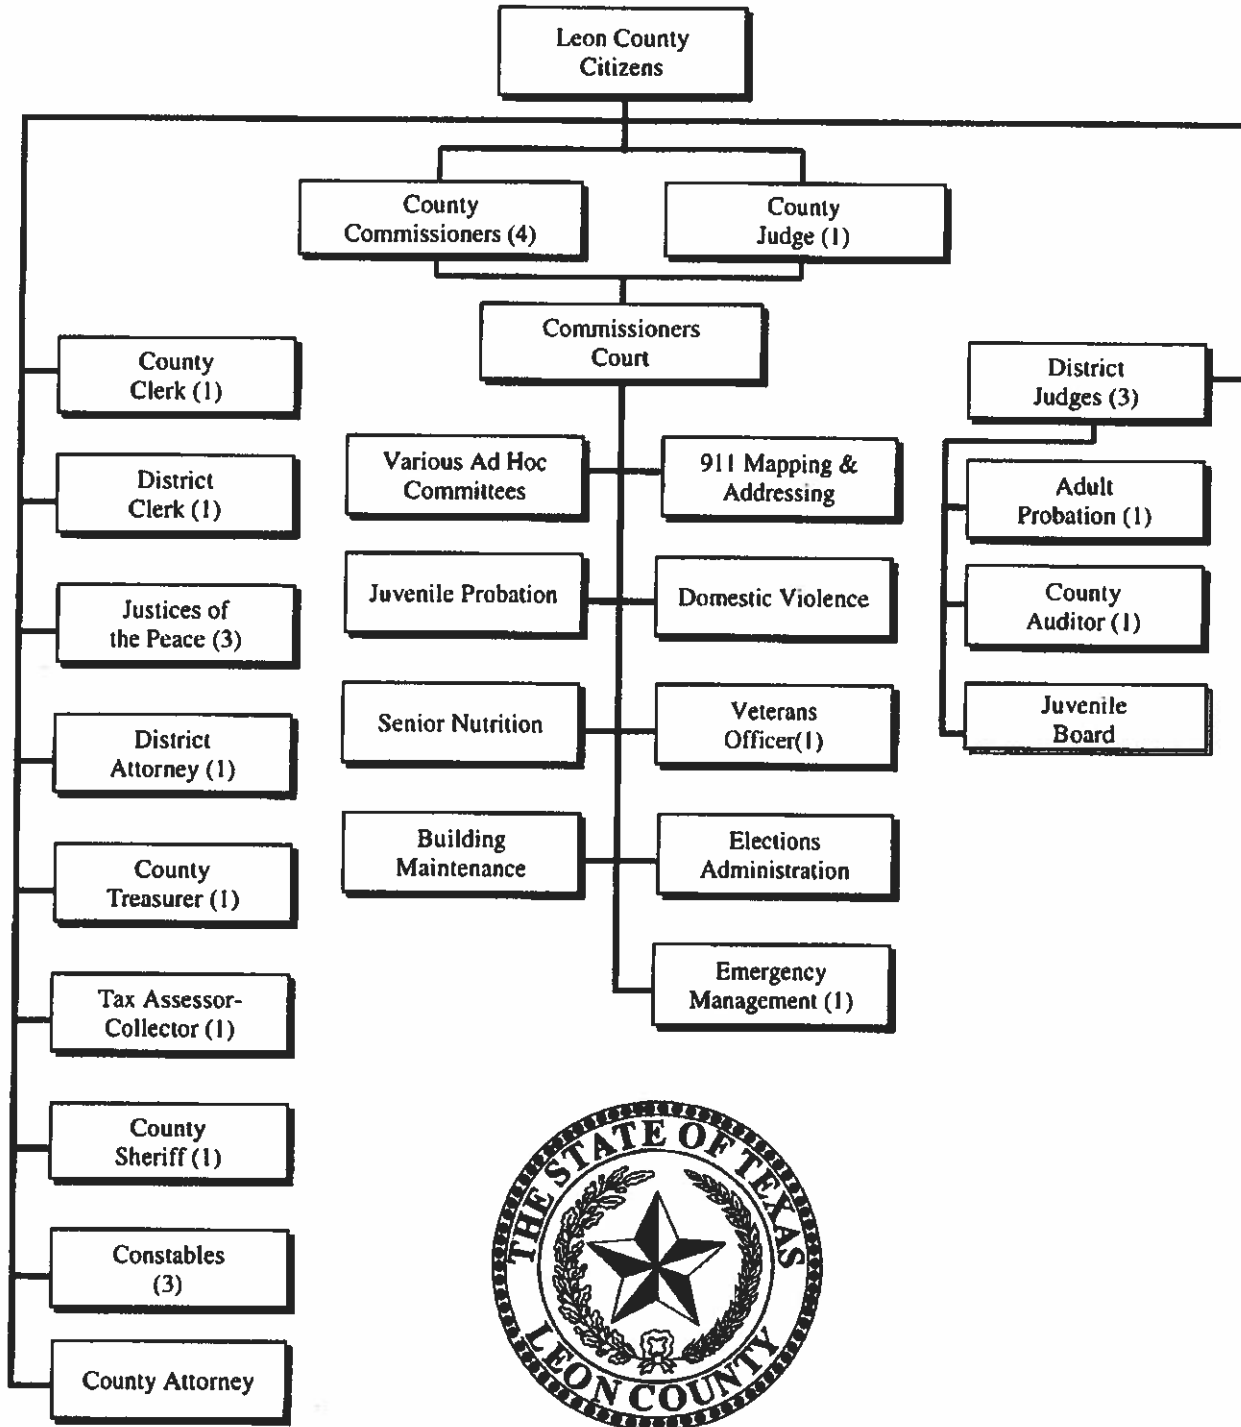 Leon County
Citizens
County
Commissioners (4)
County
Judge (1)
Commissioners
Court
County
Clerk (1)
District
Clerk (1)
Justices of
the Peace (3)
District
Attorney (1)
County
Treasurer (1)
Tax Assessor-
Collector (1)
County
Sheriff (1)
Constables
(3)
County Attorney
Various Ad Hoc
Committees
911 Mapping &
Addressing
Juvenile Probation
Domestic Violence
Senior Nutrition
Veterans
Officer(1)
Building
Maintenance
Elections
Administration
Emergency
Management (1)
District
Judges (3)
Adult
Probation (1)
County
Auditor (1)
Juvenile
Board
THE STATE OF TEXAS
LEON COUNTY